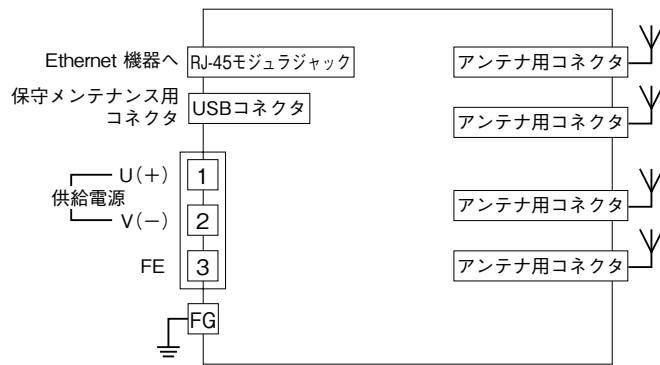 Ethernet 機器へ
RJ-45モジュラジャック
保守メンテナンス用
コネクタ
USBコネクタ
U(+)
供給電源
V(-)
FE
1
2
3
FG
アンテナ用コネクタ
アンテナ用コネクタ
アンテナ用コネクタ
アンテナ用コネクタ